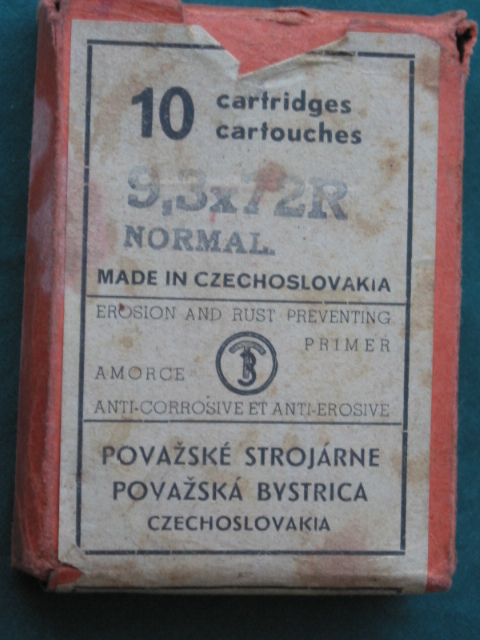 10 cartridges
cartouches
9,3x72R
NORMAL.
MADE IN CZECHOSLOVAKIA
EROSION AND RUST PREVENTING
PRIMER
AMORCE
ANTI-CORROSIVE ET ANTI-EROSIVE
POVAŽSKÉ STROJÁRNE
POVAŽSKÁ BYSTRICA
CZECHOSLOVAKIA